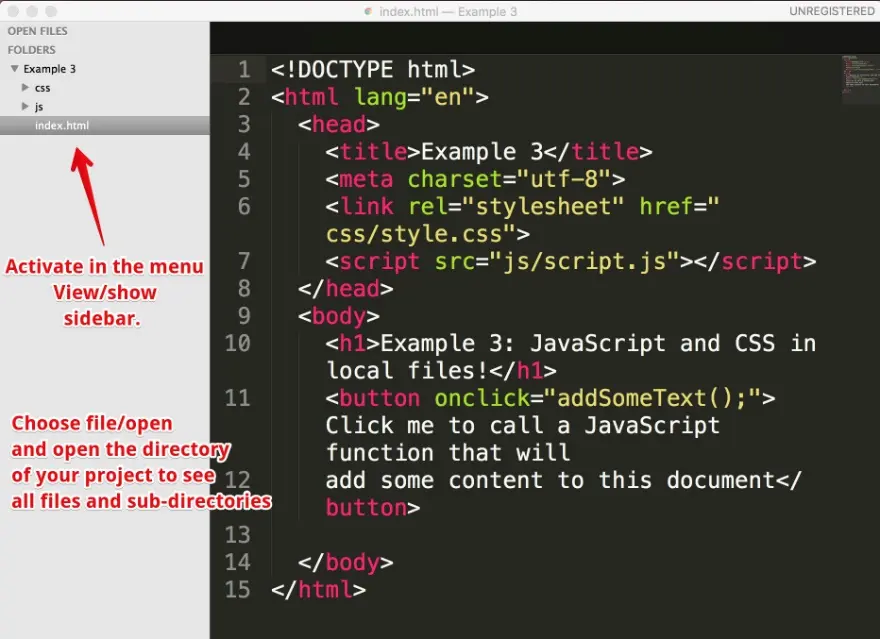 index.html — Example 3
UNREGISTERED
OPEN FILES
FOLDERS
Example 3
css
js
index.html
Activate in the menu
View/show
sidebar.
Choose file/open
and open the directory
of your project to see
all files and sub-directories
1 <!DOCTYPE html>
2 <html lang="en">
3 <head>
4 <title>Example 3</title>
5 <meta charset="utf-8">
6 <link rel="stylesheet" href="
css/style.css">
7 <script src="js/script.js"></script>
8 </head>
9 <body>
10 <h1>Example 3: JavaScript and CSS in
local files!</h1>
11 <button onclick="addSomeText();">
Click me to call a JavaScript
function that will
12 add some content to this document</
button>
13
14 </body>
15 </html>